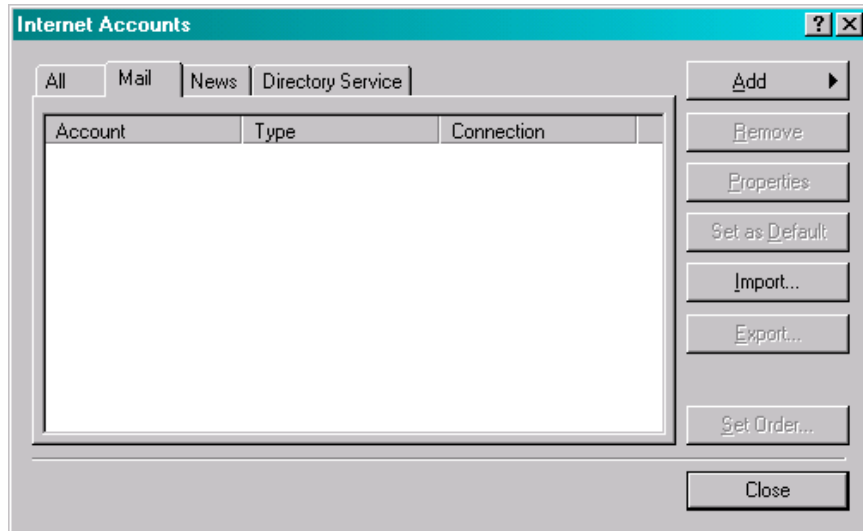 Internet Accounts
All Mail News Directory Service
Account Type Connection
Add
Remove
Properties
Set as Default
Import...
Export...
Set Order...
Close